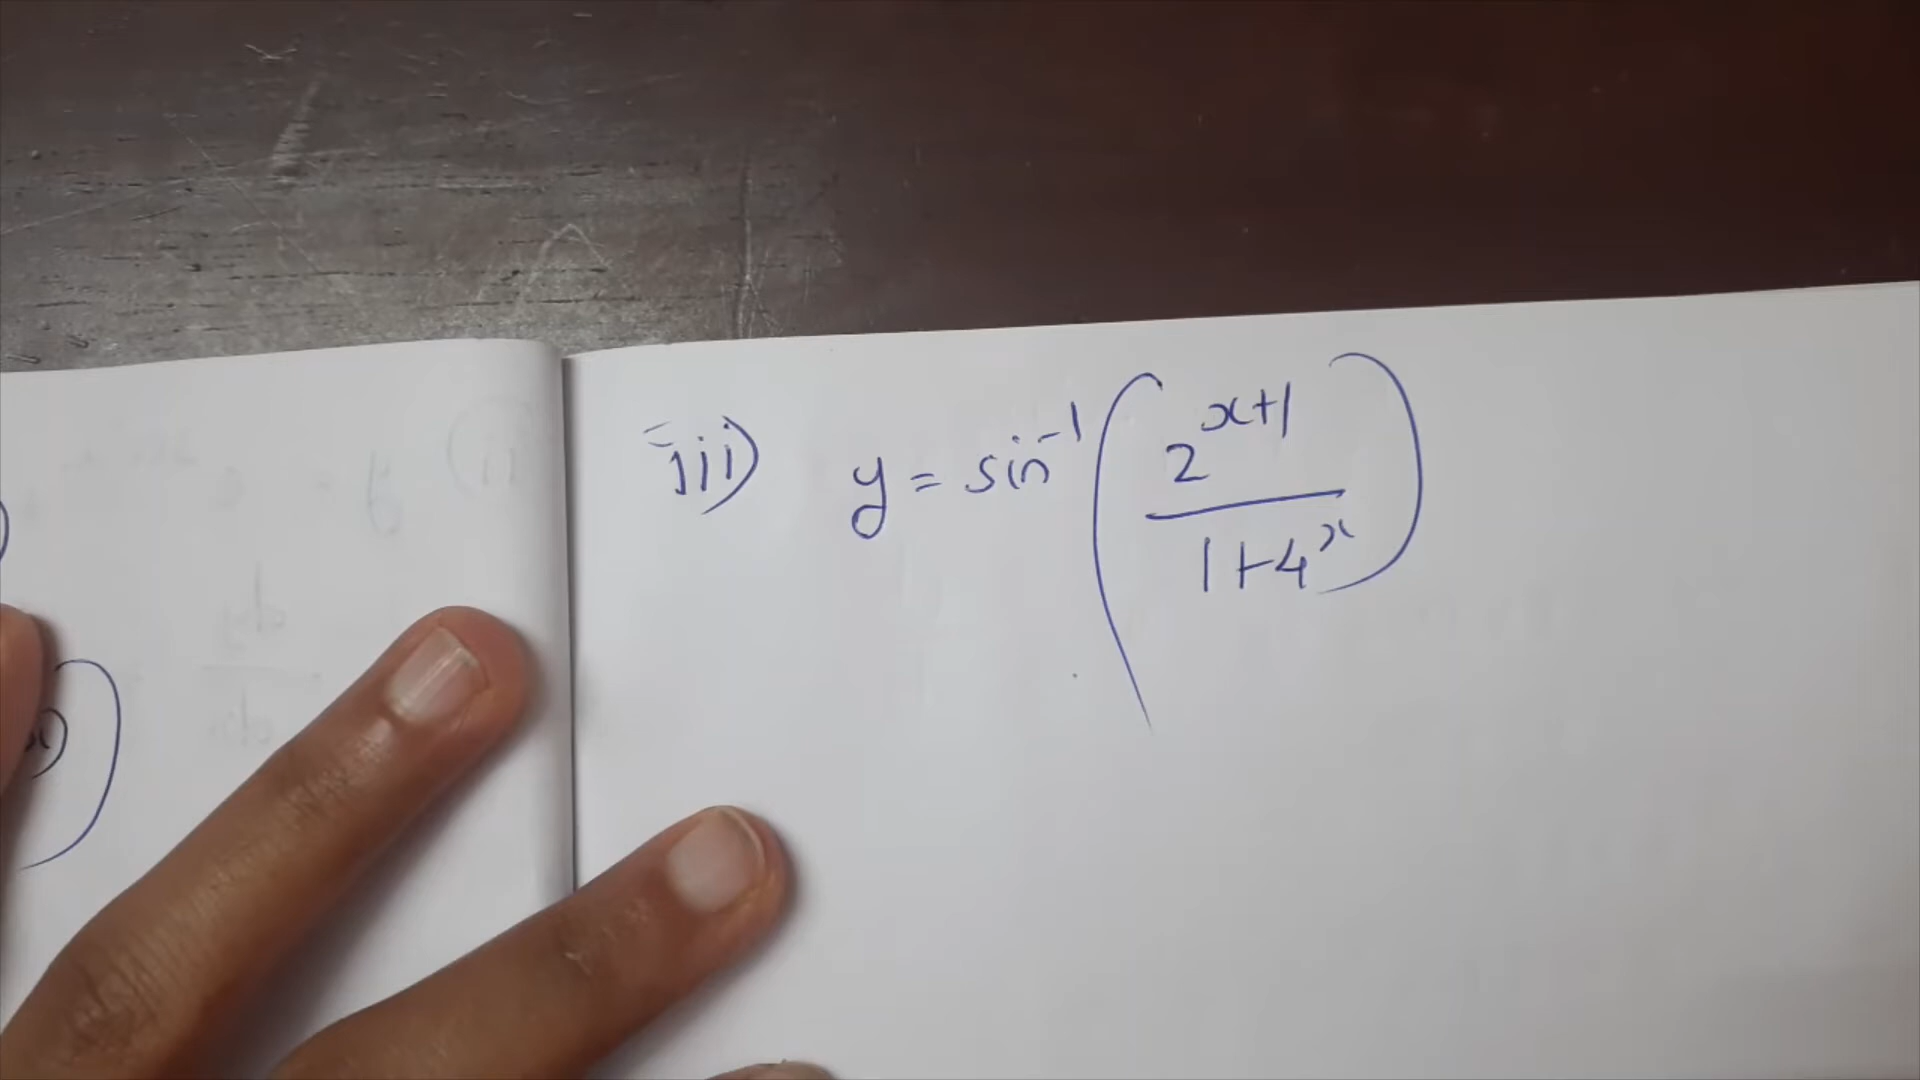 iii) y = sin⁻¹ (2^(x+1) / (1+4^x))
x)